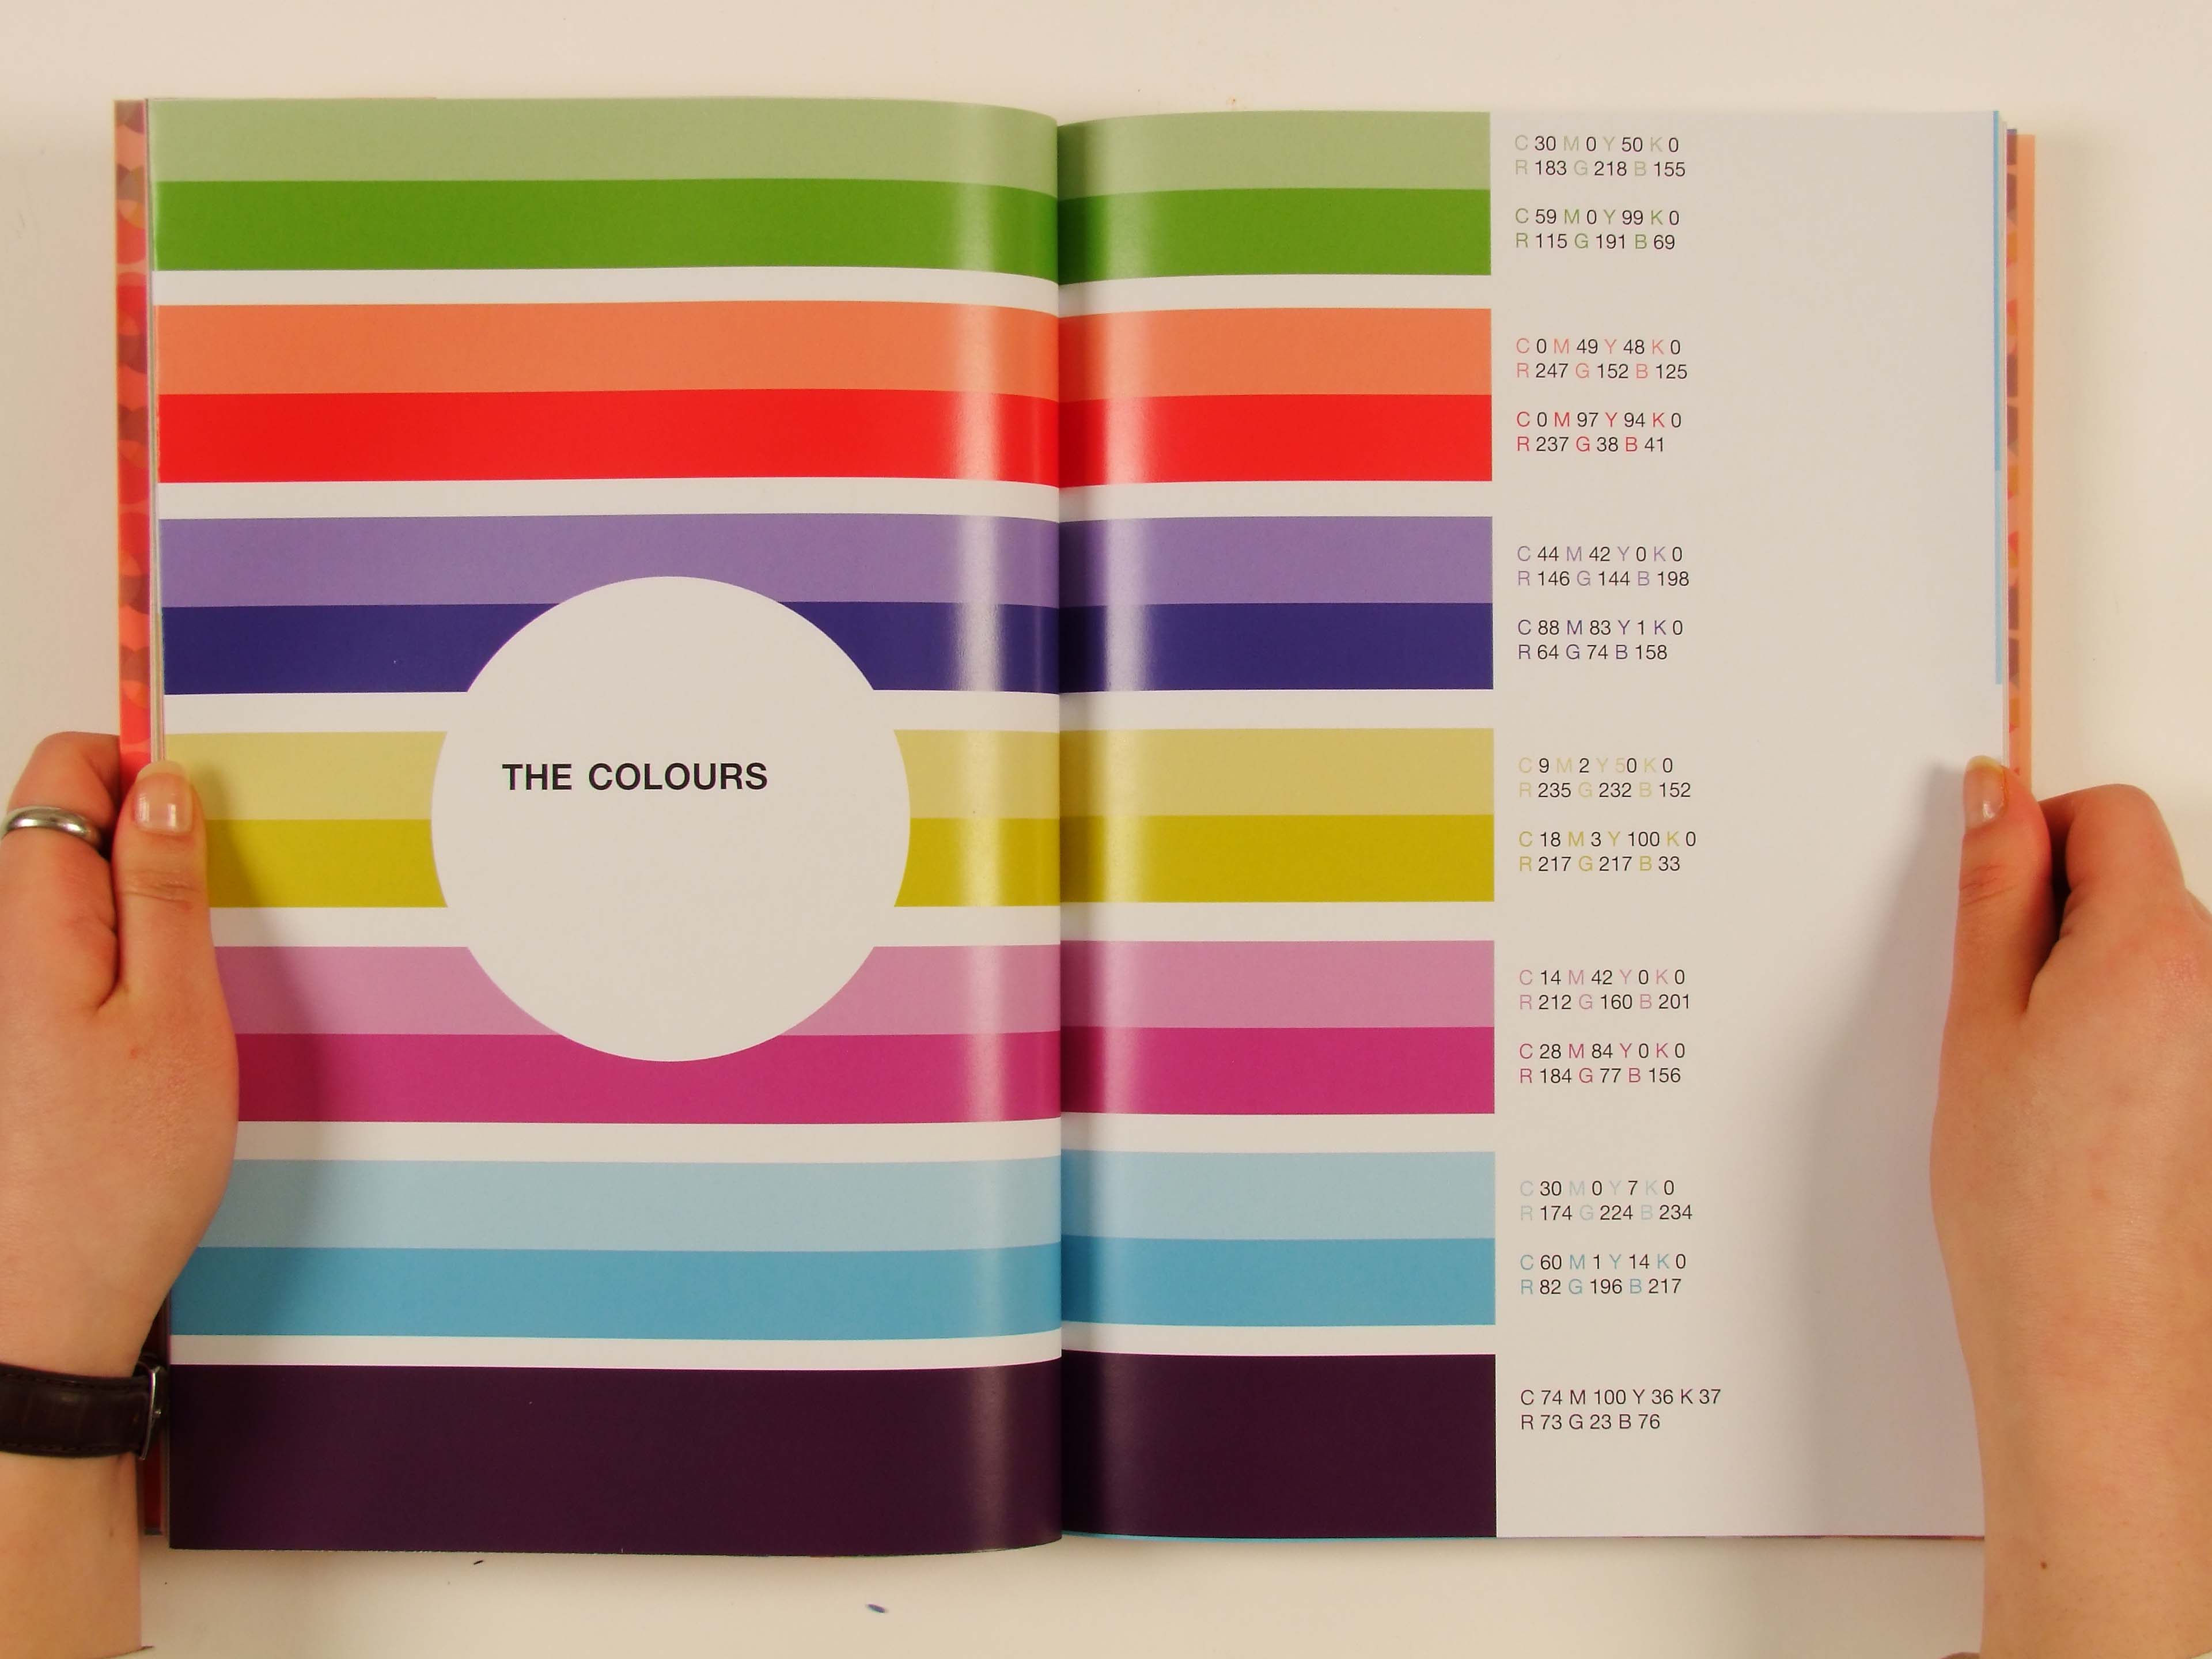 THE COLOURS
C 30 M 0 Y 50 K 0
R 183 G 218 B 155
C 59 M 0 Y 99 K 0
R 115 G 191 B 69
C 0 M 49 Y 48 K 0
R 247 G 152 B 125
C 0 M 97 Y 94 K 0
R 237 G 38 B 41
C 44 M 42 Y 0 K 0
R 146 G 144 B 198
C 88 M 83 Y 1 K 0
R 64 G 74 B 158
C 9 M 2 Y 50 K 0
R 235 G 232 B 152
C 18 M 3 Y 100 K 0
R 217 G 217 B 33
C 14 M 42 Y 0 K 0
R 212 G 160 B 201
C 28 M 84 Y 0 K 0
R 184 G 77 B 156
C 30 M 0 Y 7 K 0
R 174 G 224 B 234
C 60 M 1 Y 14 K 0
R 82 G 196 B 217
C 74 M 100 Y 36 K 37
R 73 G 23 B 76